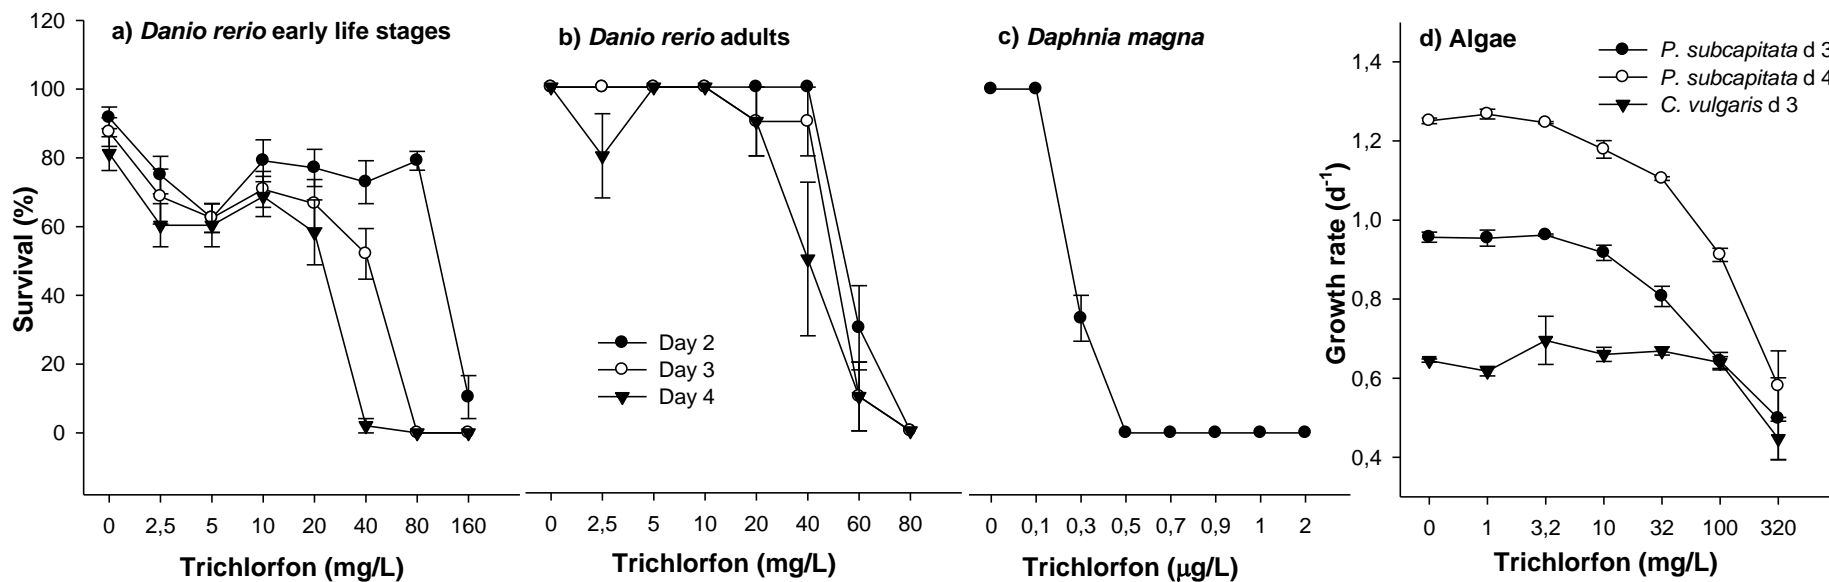 a) Danio rerio early life stages
Survival (%)
120
100
80
60
40
20
0
0 2,5 5 10 20 40 80 160
Trichlorfon (mg/L)
b) Danio rerio adults
Day 2
Day 3
Day 4
0 2,5 5 10 20 40 60 80
Trichlorfon (mg/L)
c) Daphnia magna
0 0,1 0,3 0,5 0,7 0,9 1 2
Trichlorfon (µg/L)
d) Algae
P. subcapitata d 3
P. subcapitata d 4
C. vulgaris d 3
Growth rate (d-1)
1,4
1,2
1,0
0,8
0,6
0,4
0 1 3,2 10 32 100 320
Trichlorfon (mg/L)